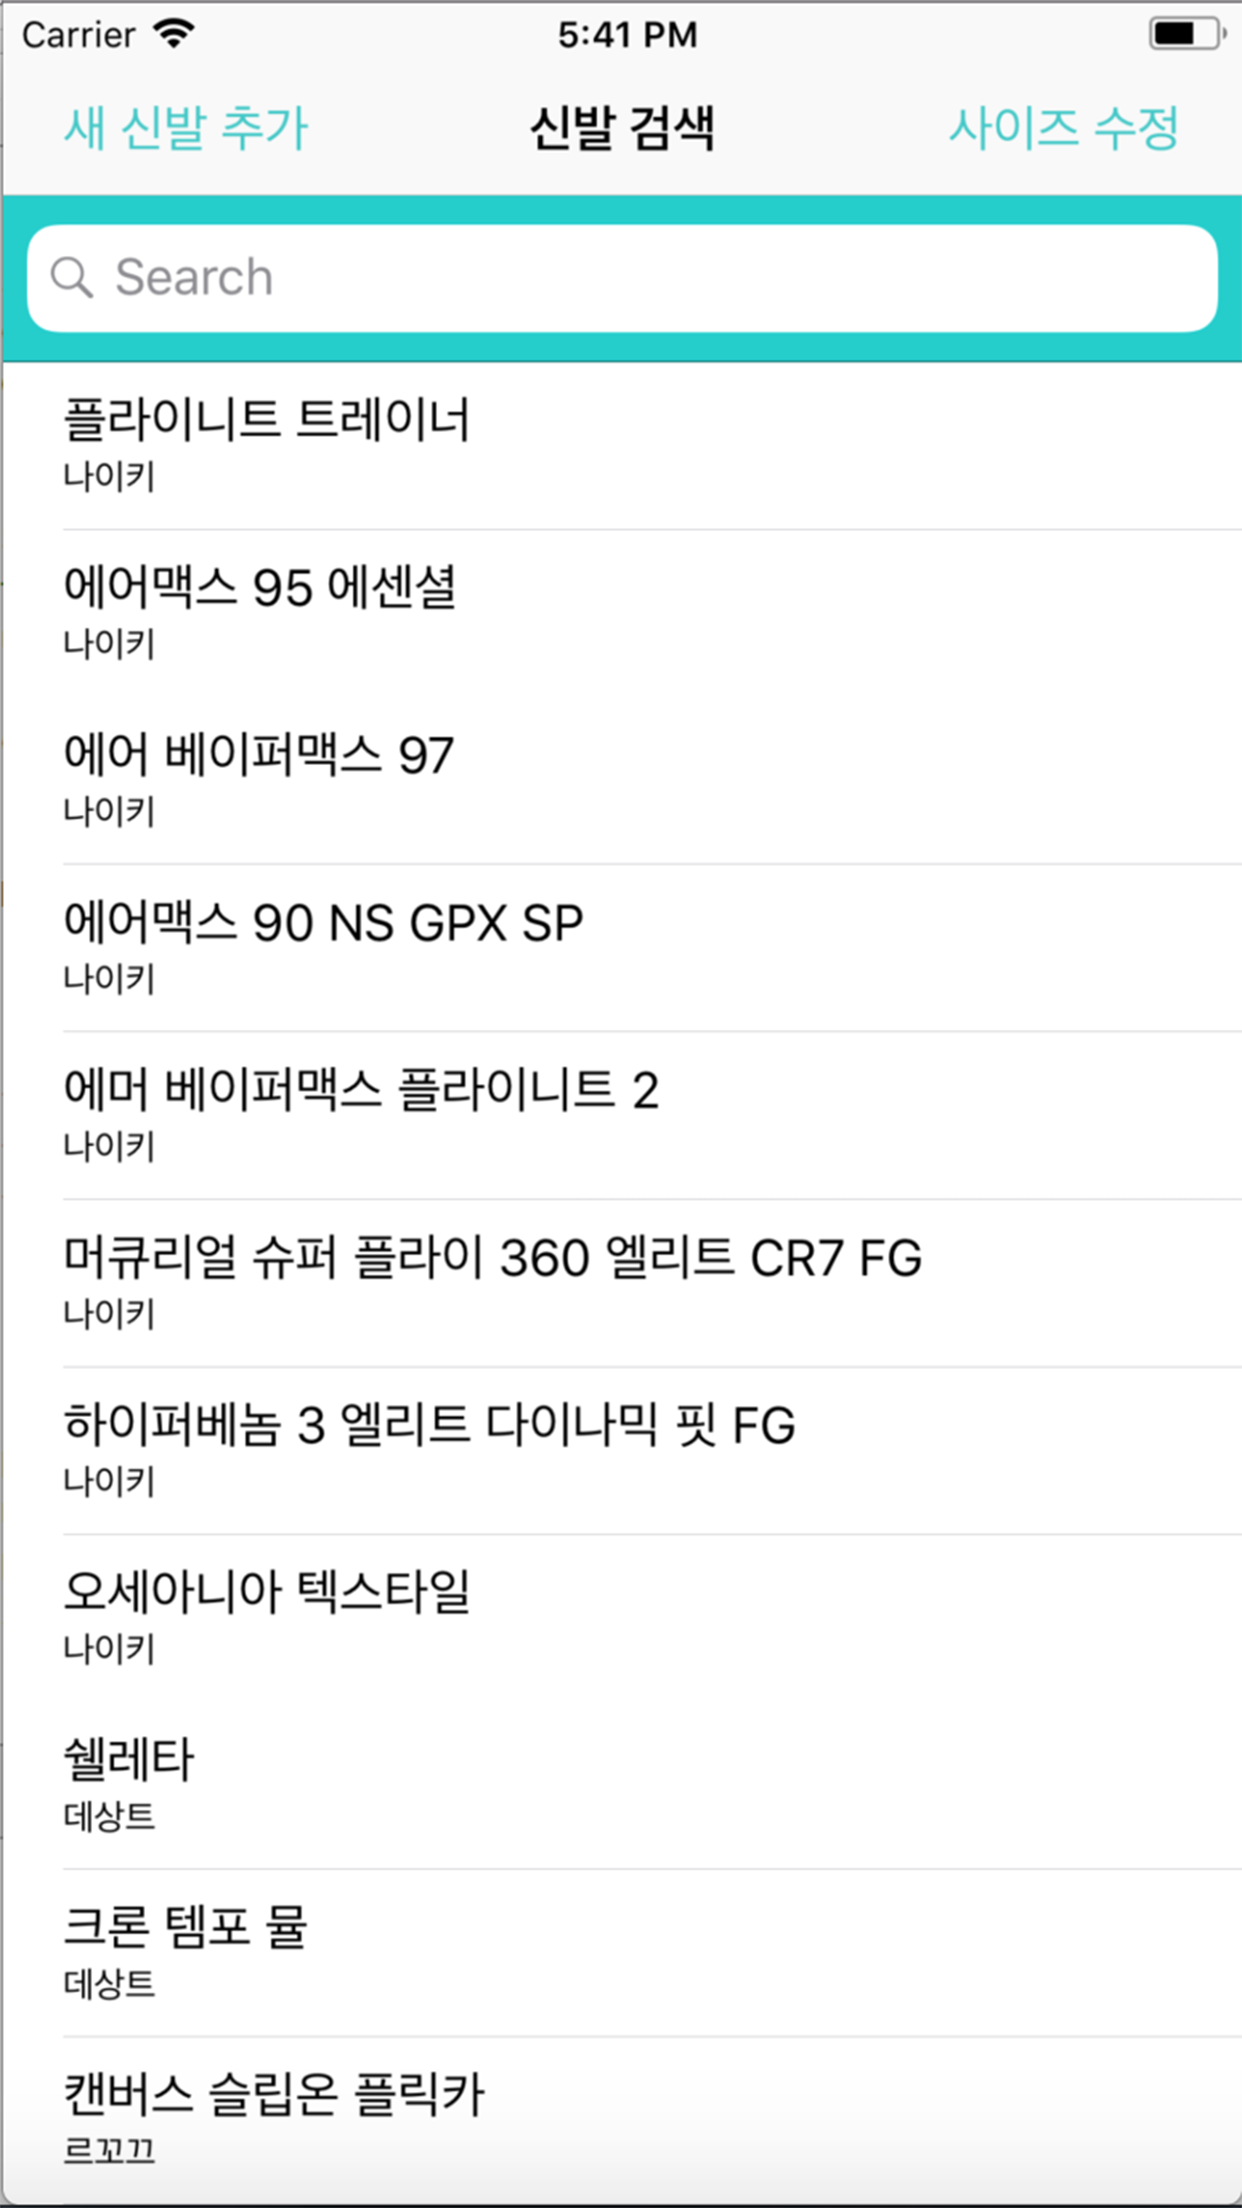 Carrier 5:41 PM
새 신발 추가 신발 검색 사이즈 수정
Search
플라이니트 트레이너
나이키
에어맥스 95 에센셜
나이키
에어 베이퍼맥스 97
나이키
에어맥스 90 NS GPX SP
나이키
에머 베이퍼맥스 플라이니트 2
나이키
머큐리얼 슈퍼 플라이 360 엘리트 CR7 FG
나이키
하이퍼베놈 3 엘리트 다이나믹 핏 FG
나이키
오세아니아 텍스타일
나이키
쉘레타
데상트
크론 템포 뮬
데상트
캔버스 슬립온 플릭카
르꼬끄